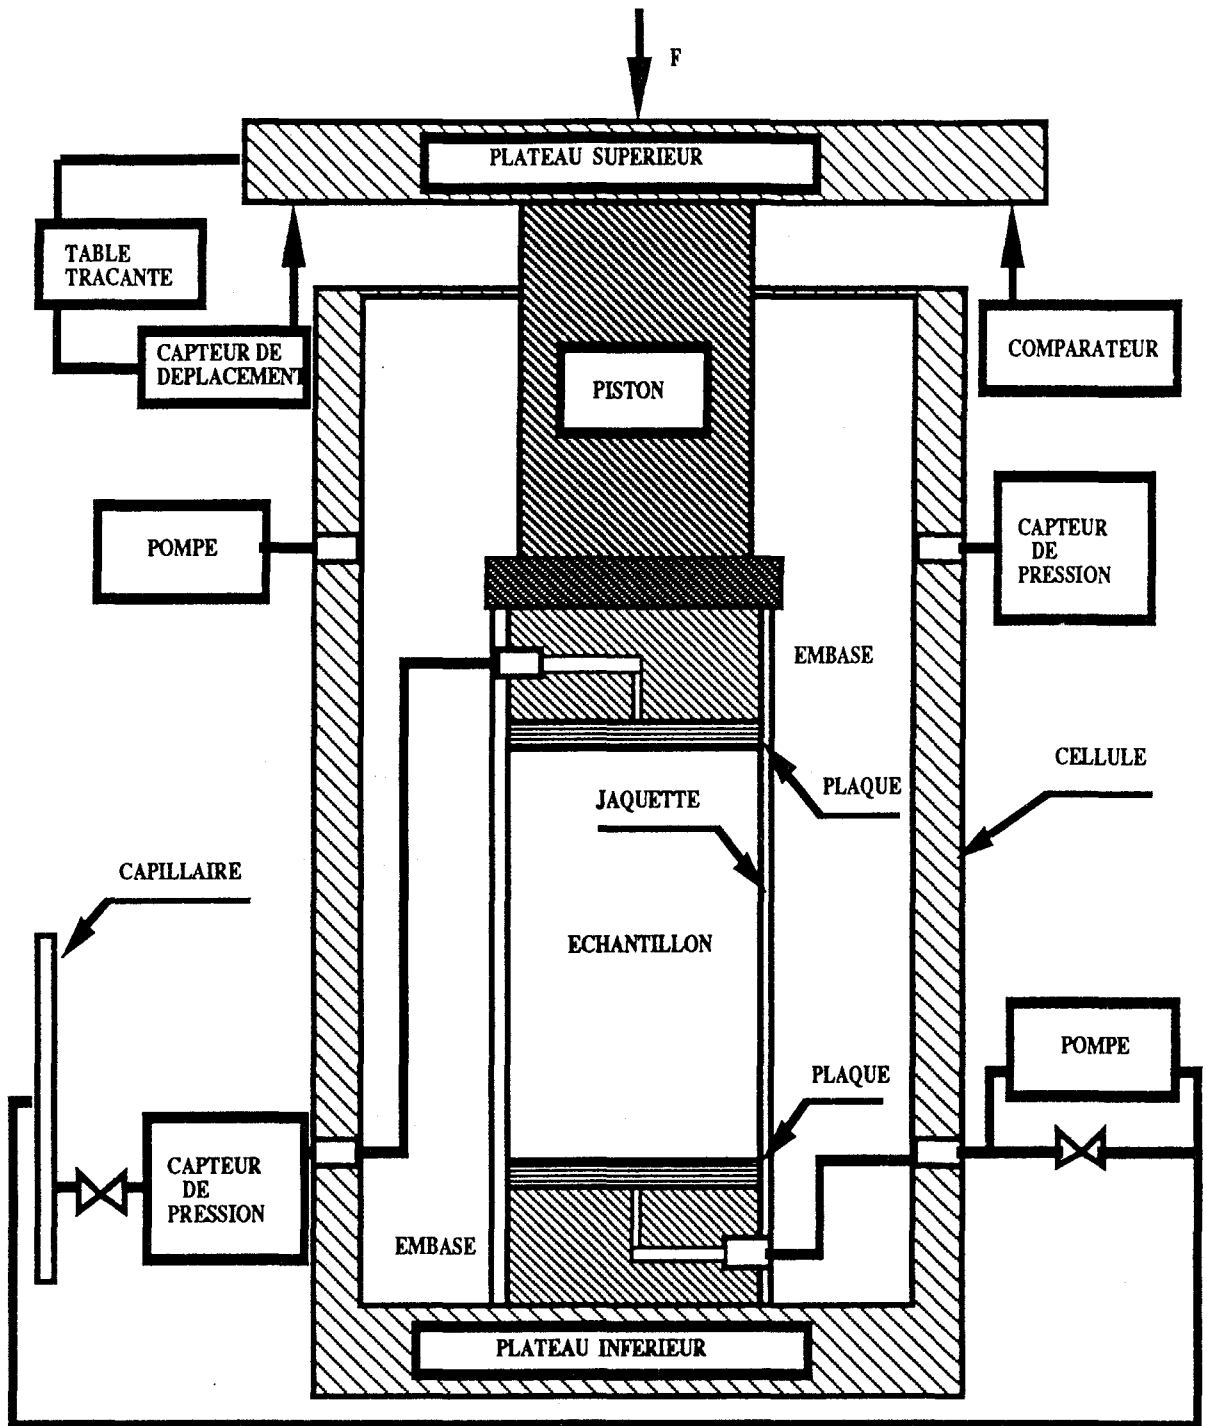 F
PLATEAU SUPERIEUR
TABLE
TRACANTE
CAPTEUR DE
DEPLACEMENT
COMPARATEUR
PISTON
POMPE
CAPTEUR
DE
PRESSION
EMBASE
CELLULE
PLAQUE
JAQUETTE
CAPILLAIRE
ECHANTILLON
POMPE
PLAQUE
CAPTEUR
DE
PRESSION
EMBASE
PLATEAU INFERIEUR